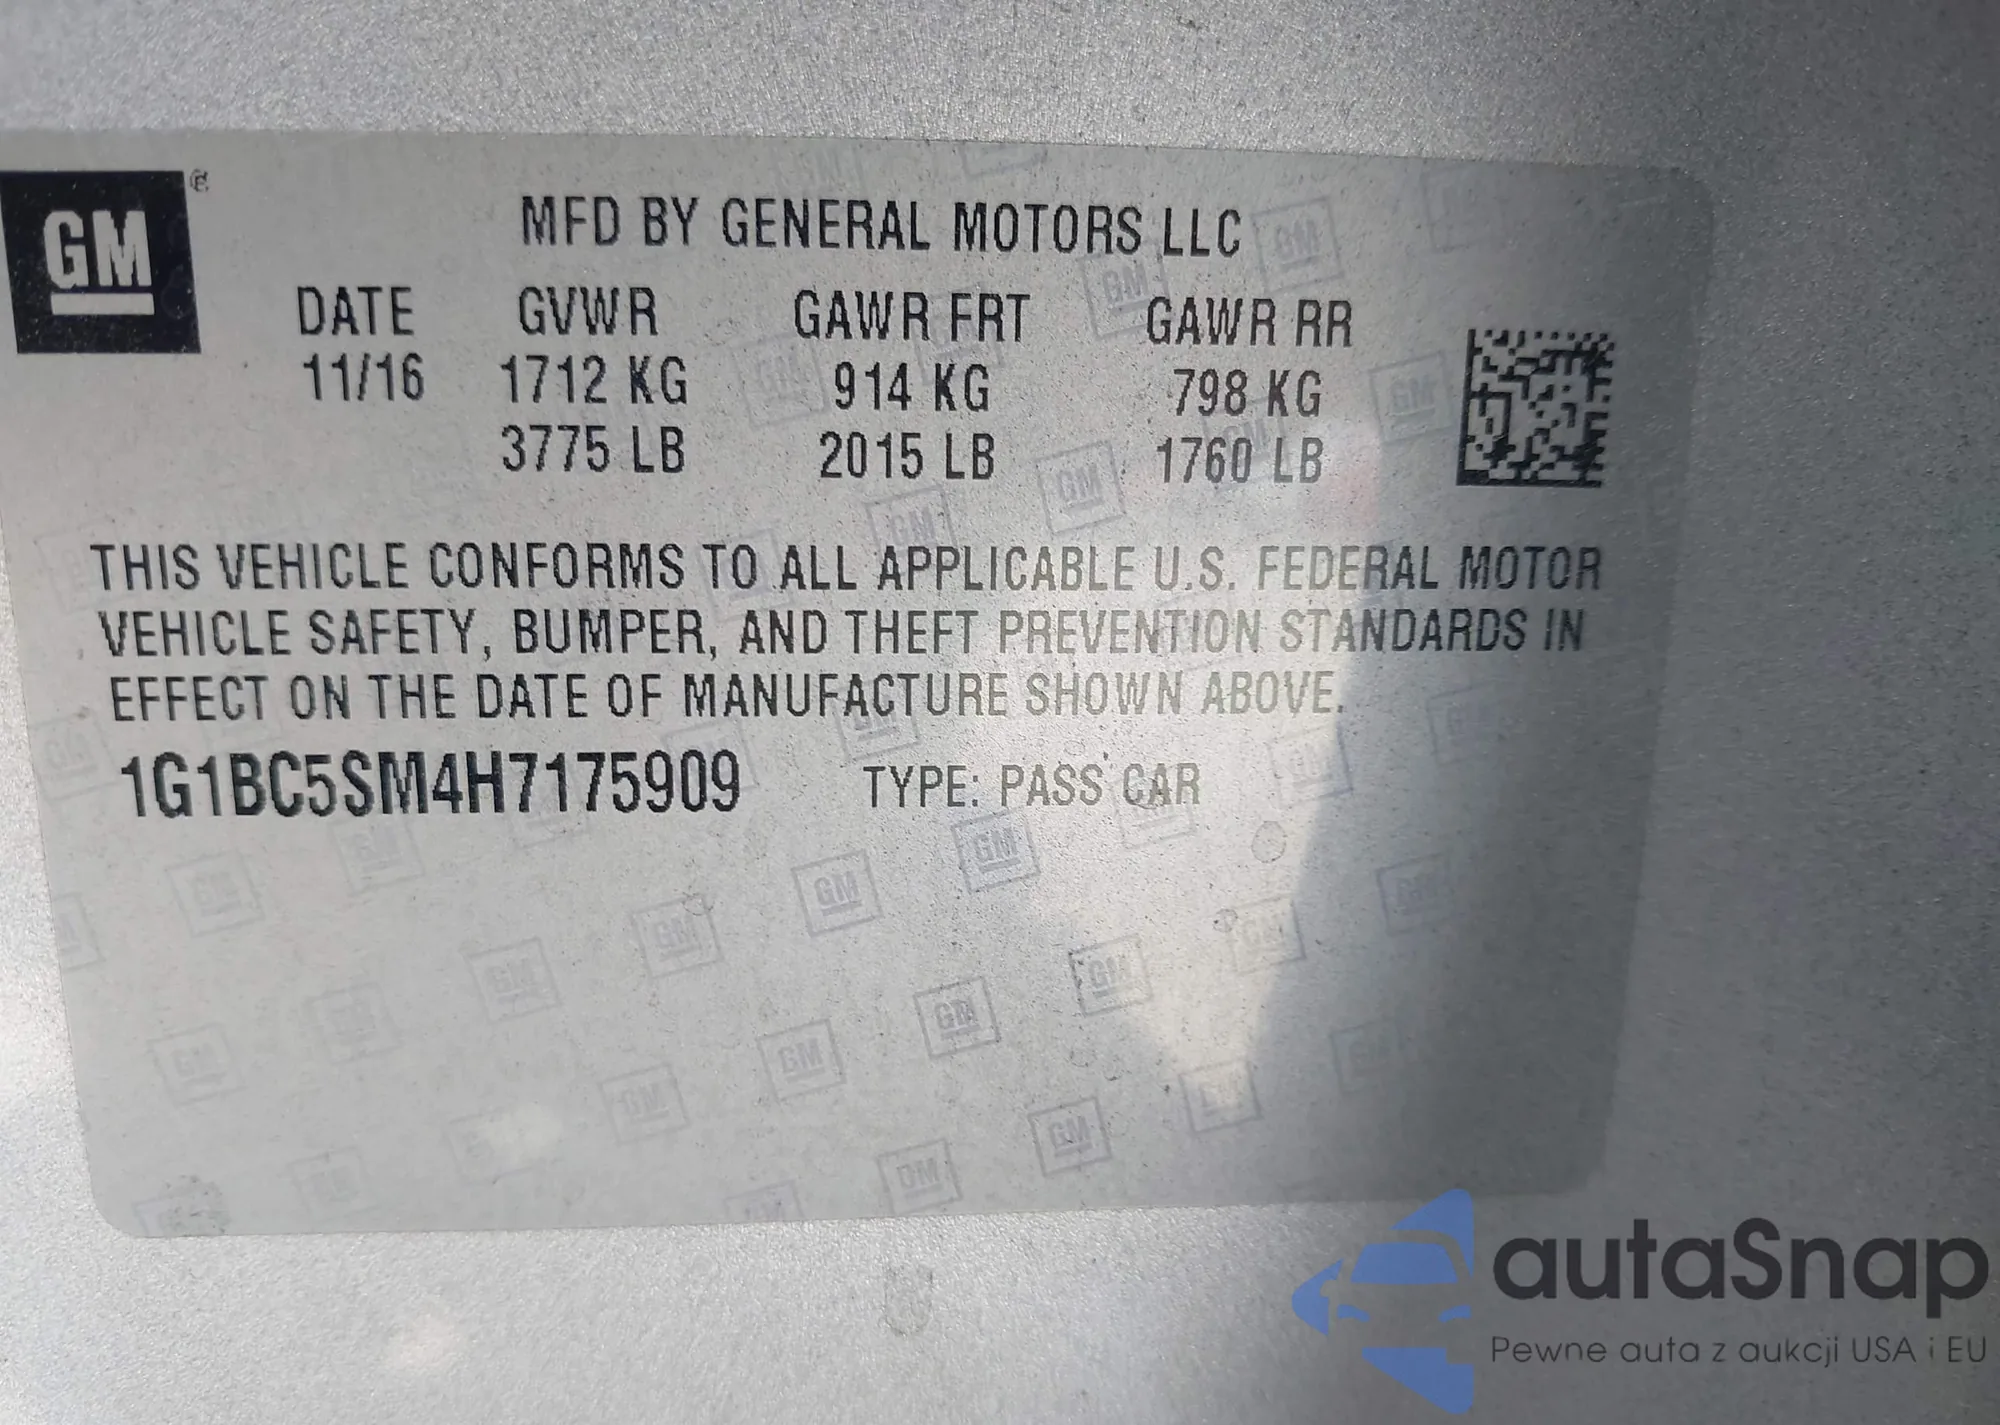 GM
MFD BY GENERAL MOTORS LLC
DATE GVWR GAWR FRT GAWR RR
11/16 1712 KG 914 KG 798 KG
3775 LB 2015 LB 1760 LB
THIS VEHICLE CONFORMS TO ALL APPLICABLE U.S. FEDERAL MOTOR
VEHICLE SAFETY, BUMPER, AND THEFT PREVENTION STANDARDS IN
EFFECT ON THE DATE OF MANUFACTURE SHOWN ABOVE.
1G1BC5SM4H7175909 TYPE: PASS CAR
autaSnap
Pewne auta z aukcji USA i EU